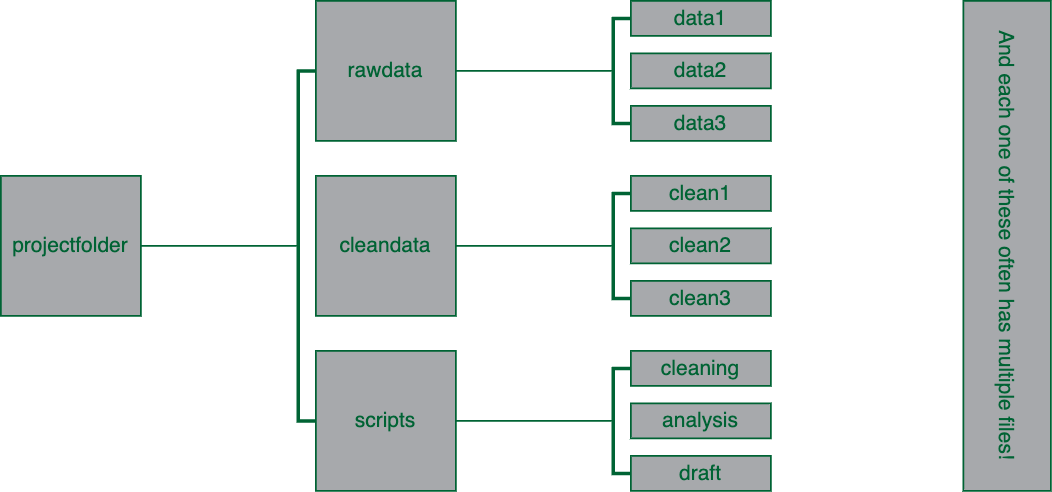 projectfolder
rawdata
data1
data2
data3
cleandata
clean1
clean2
clean3
scripts
cleaning
analysis
draft
And each one of these often has multiple files!